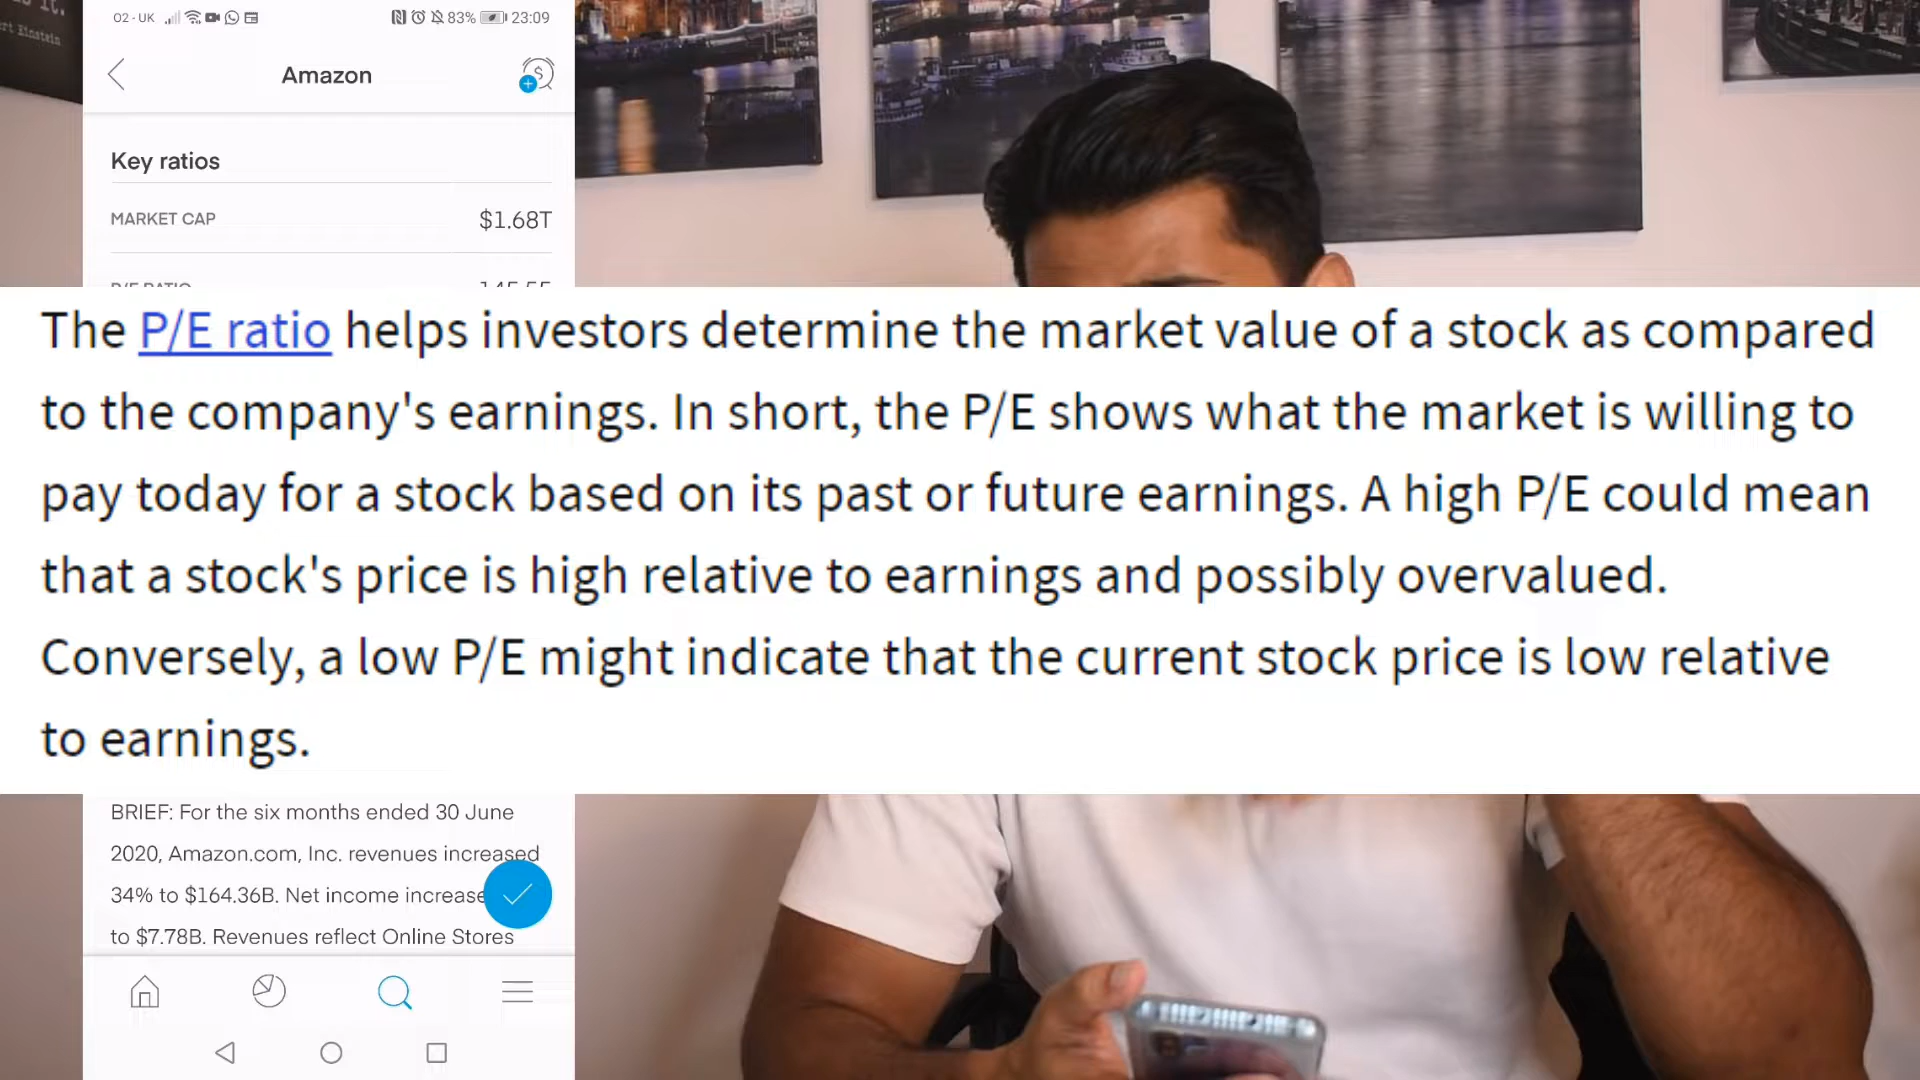 O2 - UK 83% 23:09
Amazon
Key ratios
MARKET CAP $1.68T
The P/E ratio helps investors determine the market value of a stock as compared
to the company's earnings. In short, the P/E shows what the market is willing to
pay today for a stock based on its past or future earnings. A high P/E could mean
that a stock's price is high relative to earnings and possibly overvalued.
Conversely, a low P/E might indicate that the current stock price is low relative
to earnings.
BRIEF: For the six months ended 30 June
2020, Amazon.com, Inc. revenues increased
34% to $164.36B. Net income increase
to $7.78B. Revenues reflect Online Stores